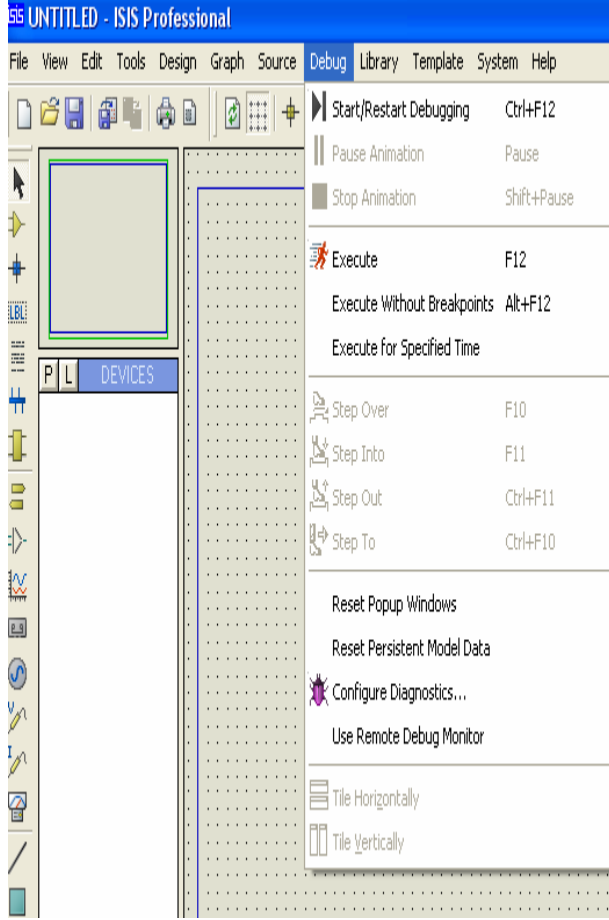 isis UNTITLED - ISIS Professional
File View Edit Tools Design Graph Source Debug Library Template System Help
Start/Restart Debugging Ctrl+F12
Pause Animation Pause
Stop Animation Shift+Pause
Execute F12
Execute Without Breakpoints Alt+F12
Execute for Specified Time
Step Over F10
Step Into F11
Step Out Ctrl+F11
Step To Ctrl+F10
Reset Popup Windows
Reset Persistent Model Data
Configure Diagnostics...
Use Remote Debug Monitor
Tile Horizontally
Tile Vertically
LBL
P L DEVICES
V
I